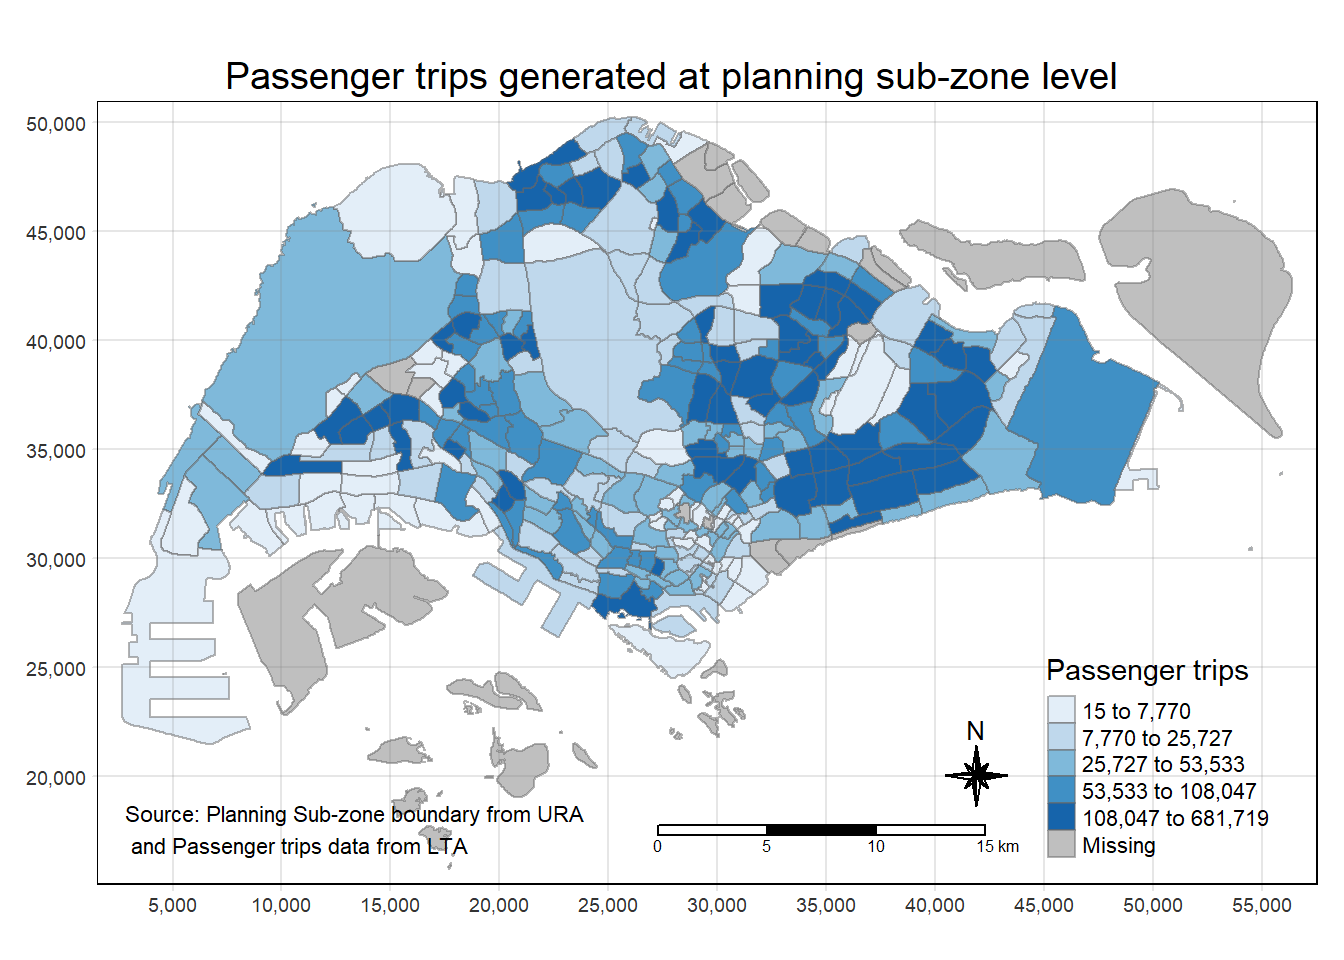 Passenger trips generated at planning sub-zone level
50,000
45,000
40,000
35,000
30,000
25,000
20,000
Passenger trips
15 to 7,770
7,770 to 25,727
25,727 to 53,533
53,533 to 108,047
108,047 to 681,719
Missing
N
0 5 10 15 km
Source: Planning Sub-zone boundary from URA
and Passenger trips data from LTA
5,000 10,000 15,000 20,000 25,000 30,000 35,000 40,000 45,000 50,000 55,000